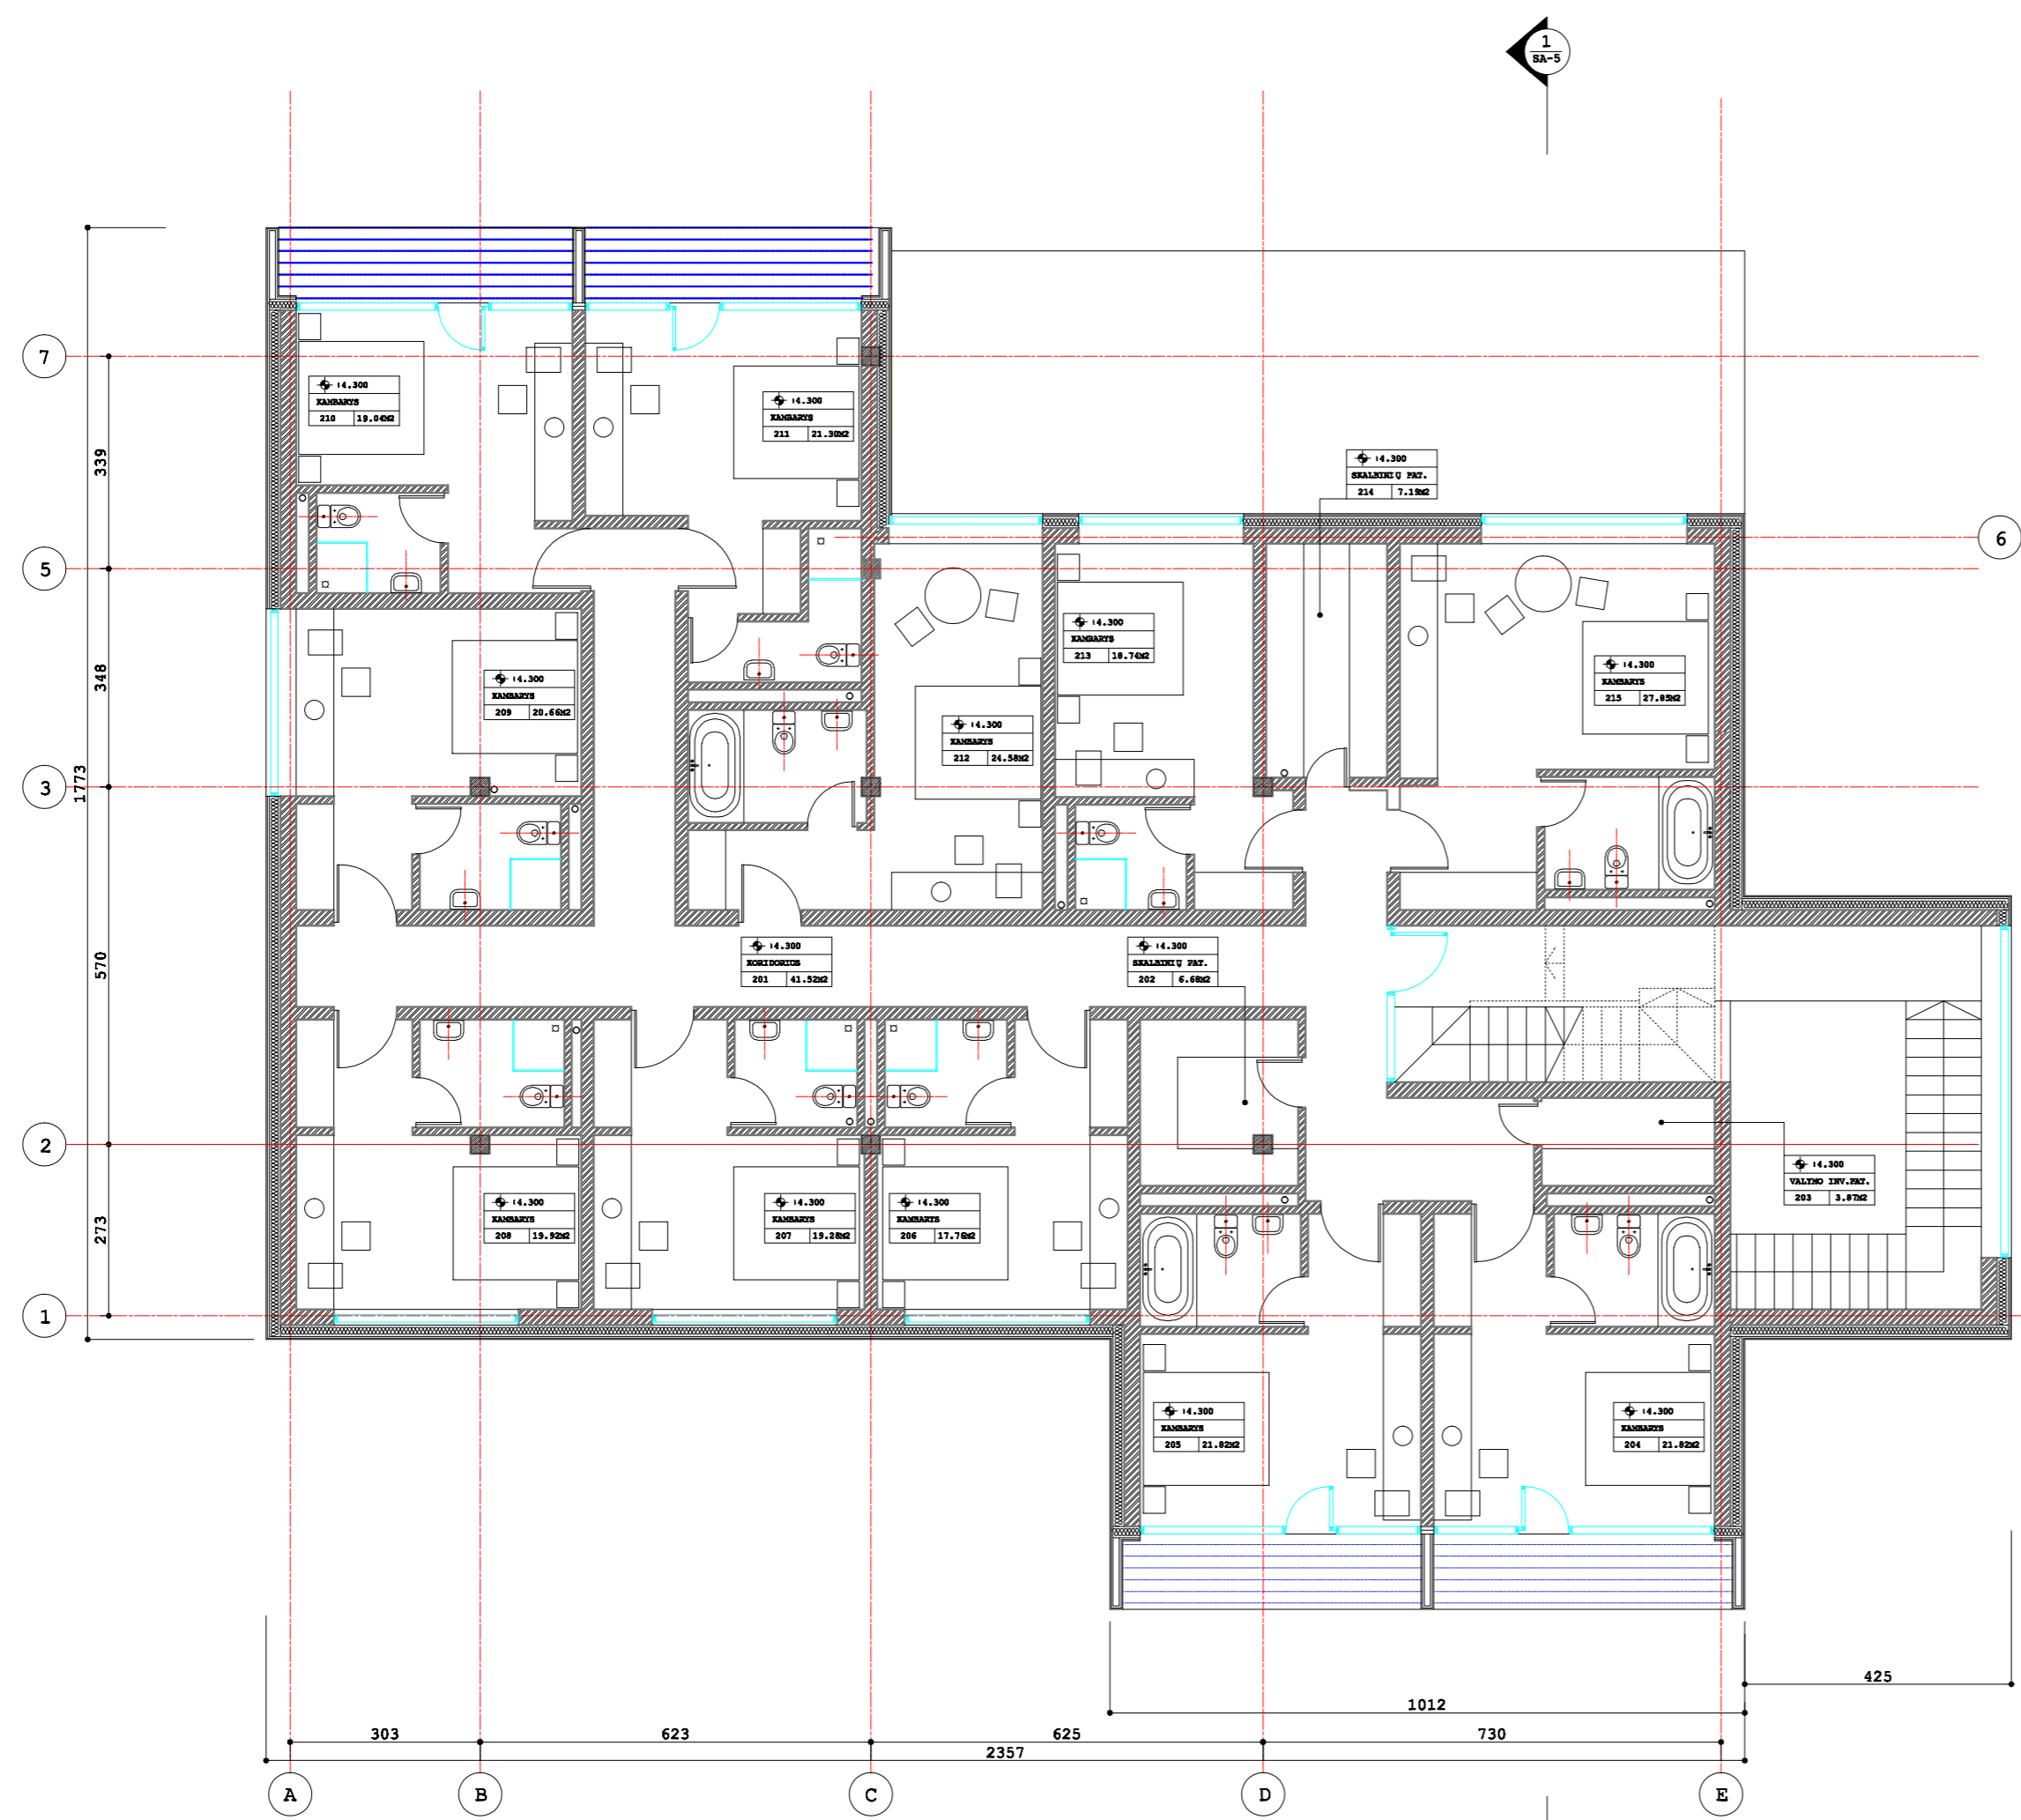 1
SA-5
7
339
4.300
KAMBARYS
210 19.04M2
4.300
KAMBARYS
211 21.30M2
4.300
SKALBINIŲ PAT.
214 7.19M2
6
5
348
4.300
KAMBARYS
209 20.66M2
4.300
KAMBARYS
213 18.74M2
4.300
KAMBARYS
215 27.85M2
4.300
KAMBARYS
212 24.58M2
1773
3
570
4.300
KORIDORIUS
201 41.52M2
4.300
SKALBINIŲ PAT.
202 6.68M2
2
273
4.300
VALYMO INV.PAT.
203 3.87M2
4.300
KAMBARYS
208 19.92M2
4.300
KAMBARYS
207 19.28M2
4.300
KAMBARYS
206 17.76M2
1
4.300
KAMBARYS
205 21.82M2
4.300
KAMBARYS
204 21.82M2
425
1012
303 623 625 730
2357
A B C D E